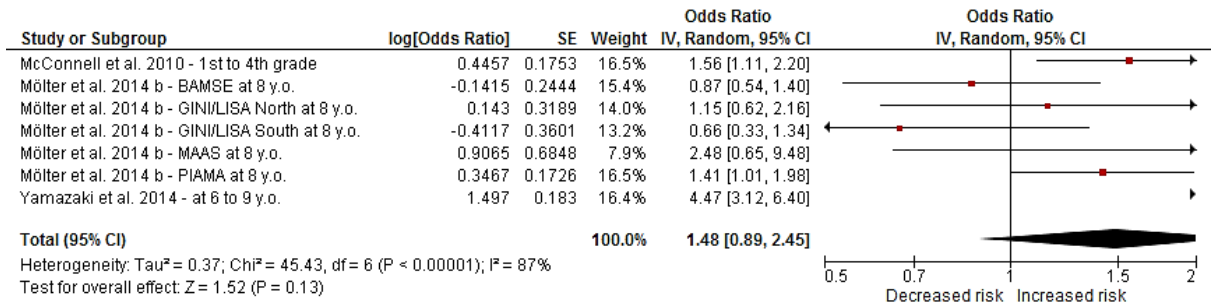 Odds Ratio Odds Ratio
Study or Subgroup log[Odds Ratio] SE Weight IV, Random, 95% CI IV, Random, 95% CI
McConnell et al. 2010 - 1st to 4th grade 0.4457 0.1753 16.5% 1.56 [1.11, 2.20]
Mölter et al. 2014 b - BAMSE at 8 y.o. -0.1415 0.2444 15.4% 0.87 [0.54, 1.40]
Mölter et al. 2014 b - GINI/LISA North at 8 y.o. 0.143 0.3189 14.0% 1.15 [0.62, 2.16]
Mölter et al. 2014 b - GINI/LISA South at 8 y.o. -0.4117 0.3601 13.2% 0.66 [0.33, 1.34]
Mölter et al. 2014 b - MAAS at 8 y.o. 0.9065 0.6848 7.9% 2.48 [0.65, 9.48]
Mölter et al. 2014 b - PIAMA at 8 y.o. 0.3467 0.1726 16.5% 1.41 [1.01, 1.98]
Yamazaki et al. 2014 - at 6 to 9 y.o. 1.497 0.183 16.4% 4.47 [3.12, 6.40]
Total (95% CI) 100.0% 1.48 [0.89, 2.45]
Heterogeneity: Tau² = 0.37; Chi² = 45.43, df = 6 (P < 0.00001); I² = 87%
Test for overall effect: Z = 1.52 (P = 0.13)
0.5 0.7 1 1.5 2
Decreased risk Increased risk